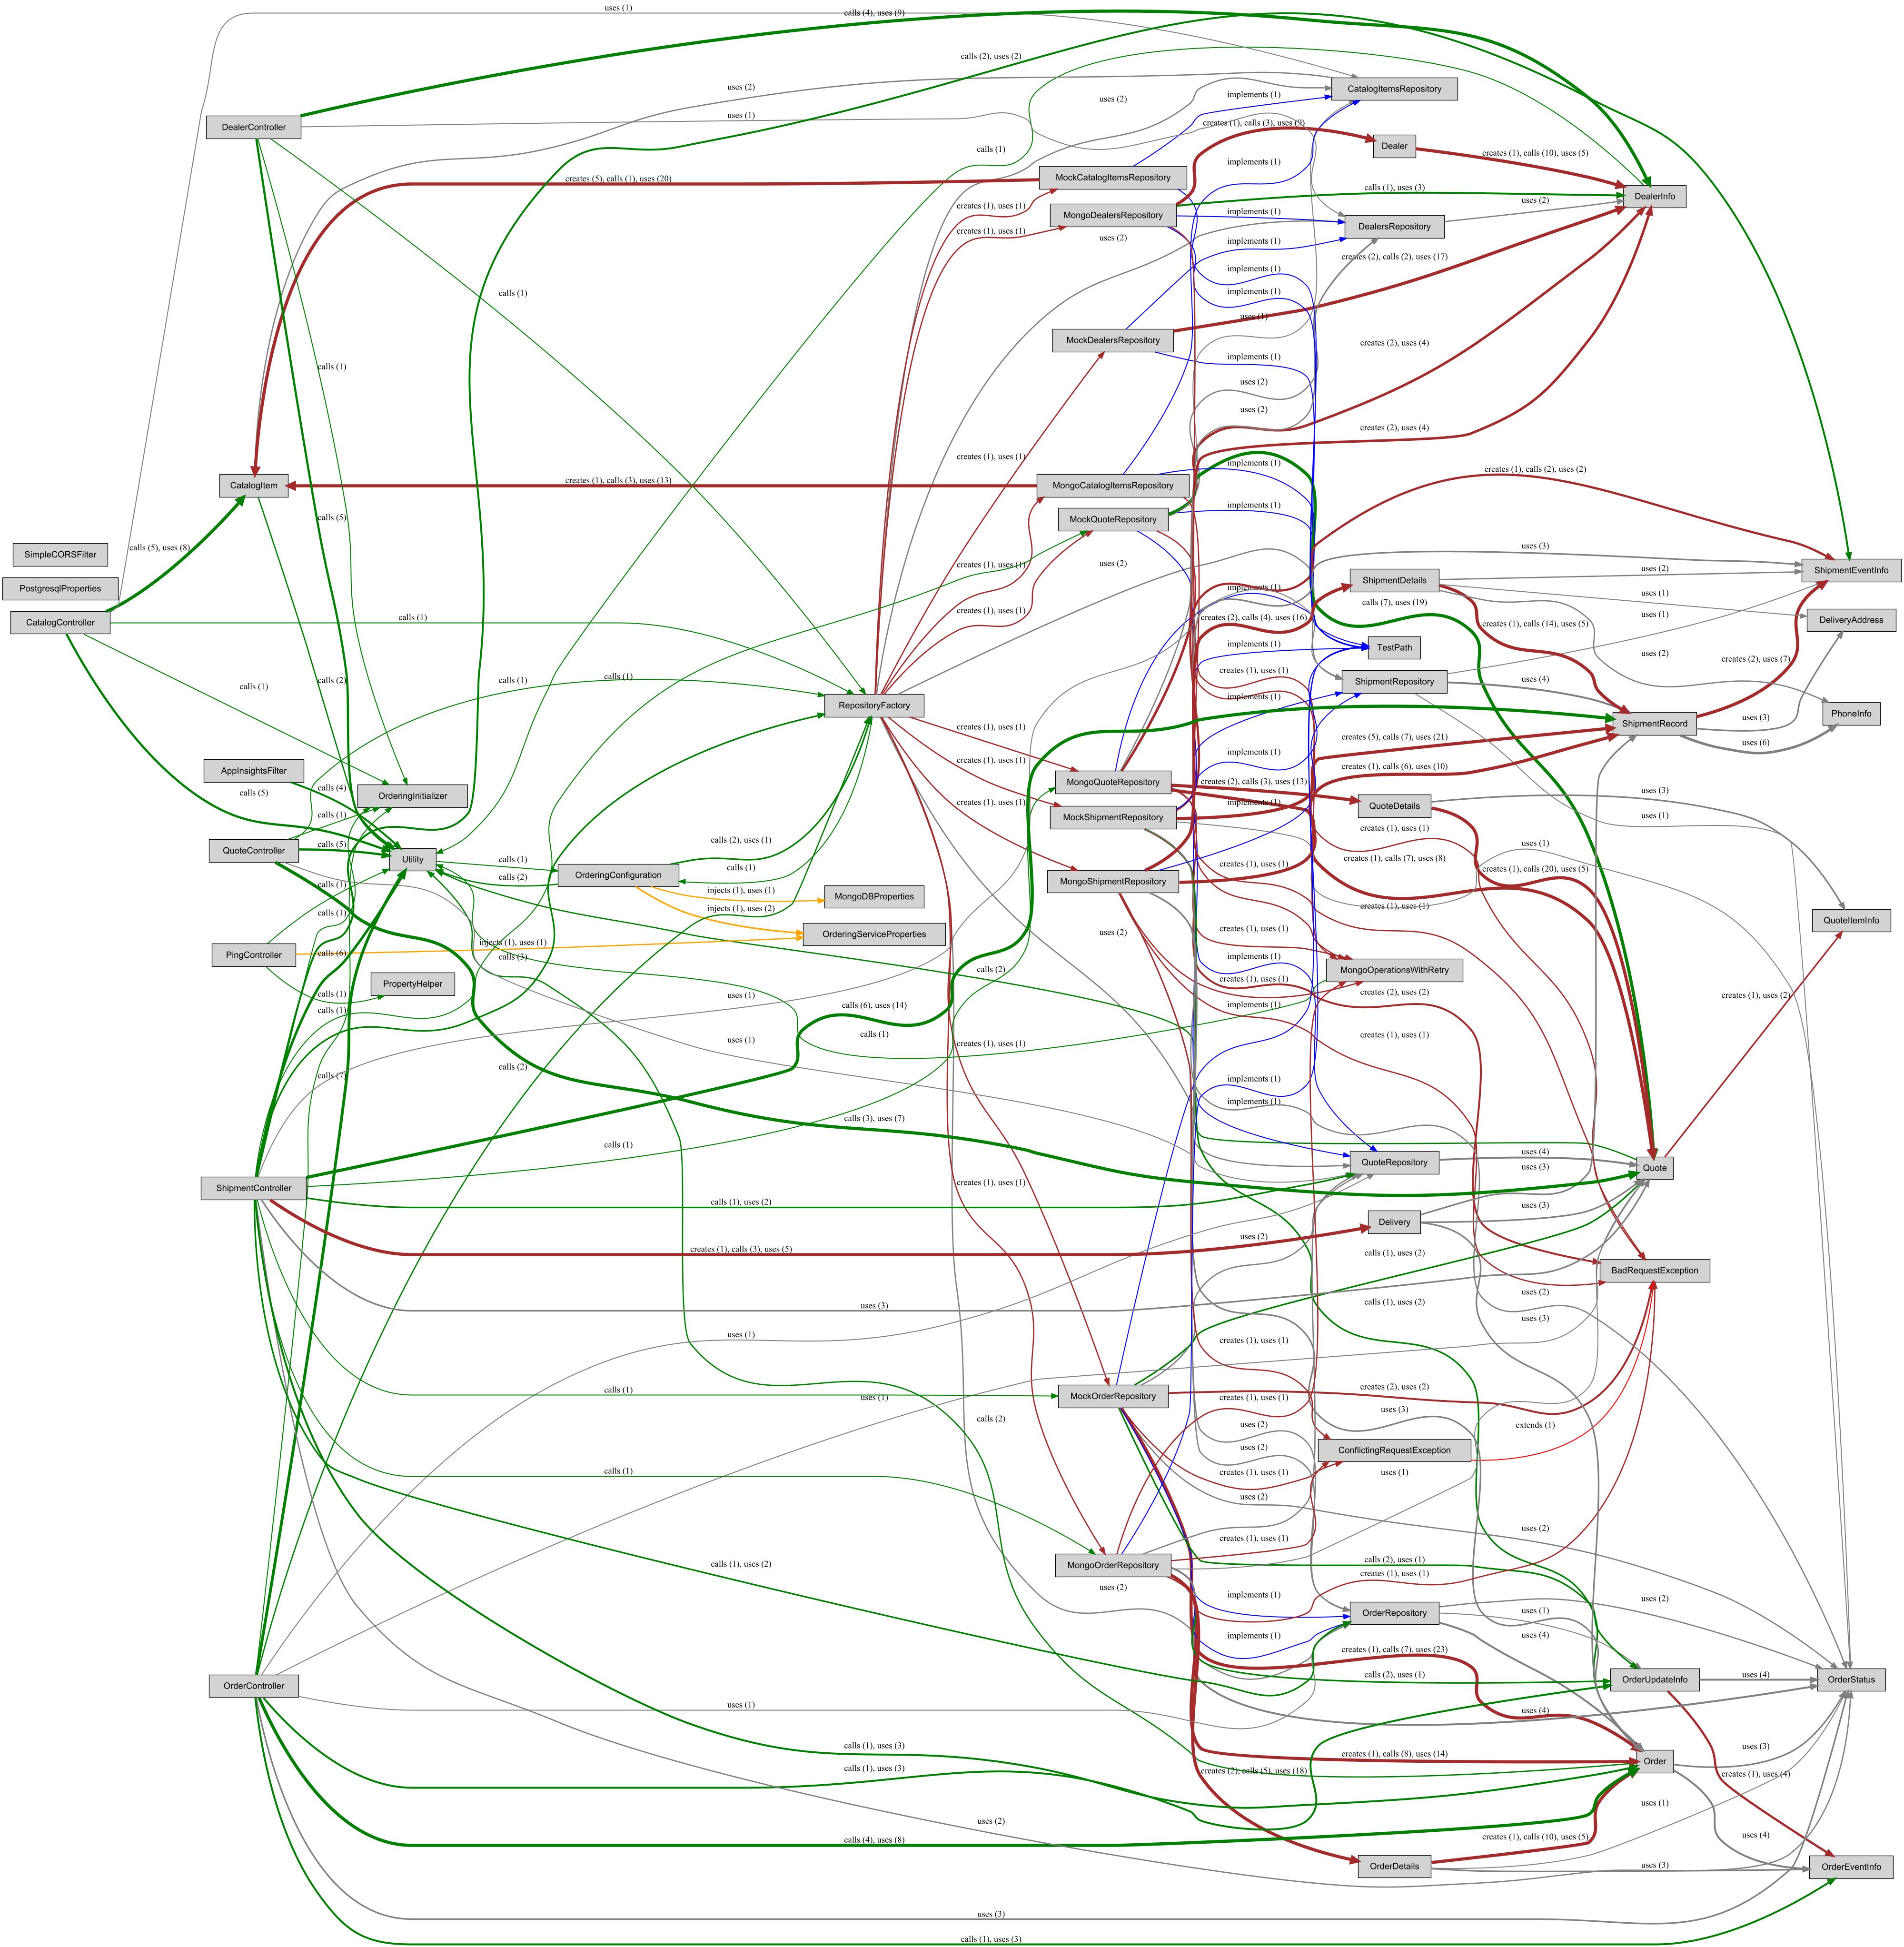 uses (1)
calls (4), uses (9)
calls (2), uses (2)
uses (2)
CatalogItemsRepository
implements (1)
uses (2)
uses (1)
DealerController
creates (1), calls (3), uses (9)
Dealer
calls (1)
creates (1), calls (10), uses (5)
implements (1)
MockCatalogItemsRepository
creates (5), calls (1), uses (20)
calls (1), uses (3)
DealerInfo
uses (2)
creates (1), uses (1)
MongoDealersRepository
implements (1)
DealersRepository
creates (1), uses (1)
uses (2)
creates (2), calls (2), uses (17)
implements (1)
calls (1)
implements (1)
uses (1)
MockDealersRepository
creates (2), uses (4)
implements (1)
calls (1)
uses (2)
uses (2)
creates (2), uses (4)
creates (1), uses (1)
implements (1)
creates (1), calls (2), uses (2)
CatalogItem
creates (1), calls (3), uses (13)
MongoCatalogItemsRepository
implements (1)
MockQuoteRepository
calls (5)
SimpleCORSFilter
calls (5), uses (8)
uses (3)
creates (1), uses (1)
uses (2)
ShipmentEventInfo
uses (2)
ShipmentDetails
PostgresqlProperties
implements (1)
uses (1)
calls (7), uses (19)
creates (1), uses (1)
uses (1)
DeliveryAddress
CatalogController
calls (1)
creates (2), calls (4), uses (16)
creates (1), calls (14), uses (5)
implements (1)
TestPath
uses (2)
creates (2), uses (7)
creates (1), uses (1)
calls (1)
calls (2)
calls (1)
calls (1)
ShipmentRepository
uses (4)
implements (1)
RepositoryFactory
PhoneInfo
ShipmentRecord
uses (3)
creates (1), uses (1)
creates (5), calls (7), uses (21)
uses (6)
implements (1)
creates (1), uses (1)
creates (1), calls (6), uses (10)
AppInsightsFilter
MongoQuoteRepository
creates (2), calls (3), uses (13)
calls (4)
calls (5)
OrderingInitializer
uses (3)
creates (1), uses (1)
QuoteDetails
calls (1)
MockShipmentRepository
uses (1)
implements (1)
creates (1), uses (1)
calls (2), uses (1)
uses (1)
QuoteController
calls (5)
Utility
calls (1)
creates (1), calls (7), uses (8)
creates (1), uses (1)
calls (1)
creates (1), calls (20), uses (5)
OrderingConfiguration
calls (2)
MongoShipmentRepository
calls (1)
injects (1), uses (1)
MongoDBProperties
creates (1), uses (1)
injects (1), uses (2)
calls (1)
QuoteItemInfo
creates (1), uses (1)
uses (2)
OrderingServiceProperties
injects (1), uses (1)
PingController
calls (6)
calls (3)
implements (1)
calls (2)
MongoOperationsWithRetry
PropertyHelper
creates (1), uses (1)
creates (2), uses (2)
creates (1), uses (2)
calls (1)
uses (1)
calls (6), uses (14)
implements (1)
calls (1)
calls (1)
creates (1), uses (1)
uses (1)
creates (1), uses (1)
calls (2)
calls (7)
implements (1)
implements (1)
calls (3), uses (7)
calls (1)
uses (4)
QuoteRepository
Quote
uses (3)
creates (1), uses (1)
ShipmentController
calls (1), uses (2)
uses (3)
Delivery
uses (2)
creates (1), calls (3), uses (5)
calls (1), uses (2)
BadRequestException
uses (2)
uses (3)
calls (1), uses (2)
uses (3)
uses (1)
creates (1), uses (1)
calls (1)
uses (1)
MockOrderRepository
creates (1), uses (1)
creates (2), uses (2)
calls (2)
uses (2)
uses (3)
extends (1)
uses (2)
ConflictingRequestException
calls (1)
creates (1), uses (1)
uses (1)
uses (2)
uses (2)
creates (1), uses (1)
calls (1), uses (2)
MongoOrderRepository
calls (2), uses (1)
creates (1), uses (1)
uses (2)
implements (1)
uses (2)
OrderRepository
uses (1)
implements (1)
uses (4)
creates (1), calls (7), uses (23)
calls (2), uses (1)
OrderUpdateInfo
uses (4)
OrderStatus
OrderController
uses (1)
uses (4)
calls (1), uses (3)
uses (3)
creates (1), calls (8), uses (14)
Order
calls (1), uses (3)
creates (2), calls (5), uses (18)
creates (1), uses (4)
uses (1)
uses (2)
uses (4)
calls (4), uses (8)
creates (1), calls (10), uses (5)
uses (3)
OrderDetails
OrderEventInfo
uses (3)
calls (1), uses (3)